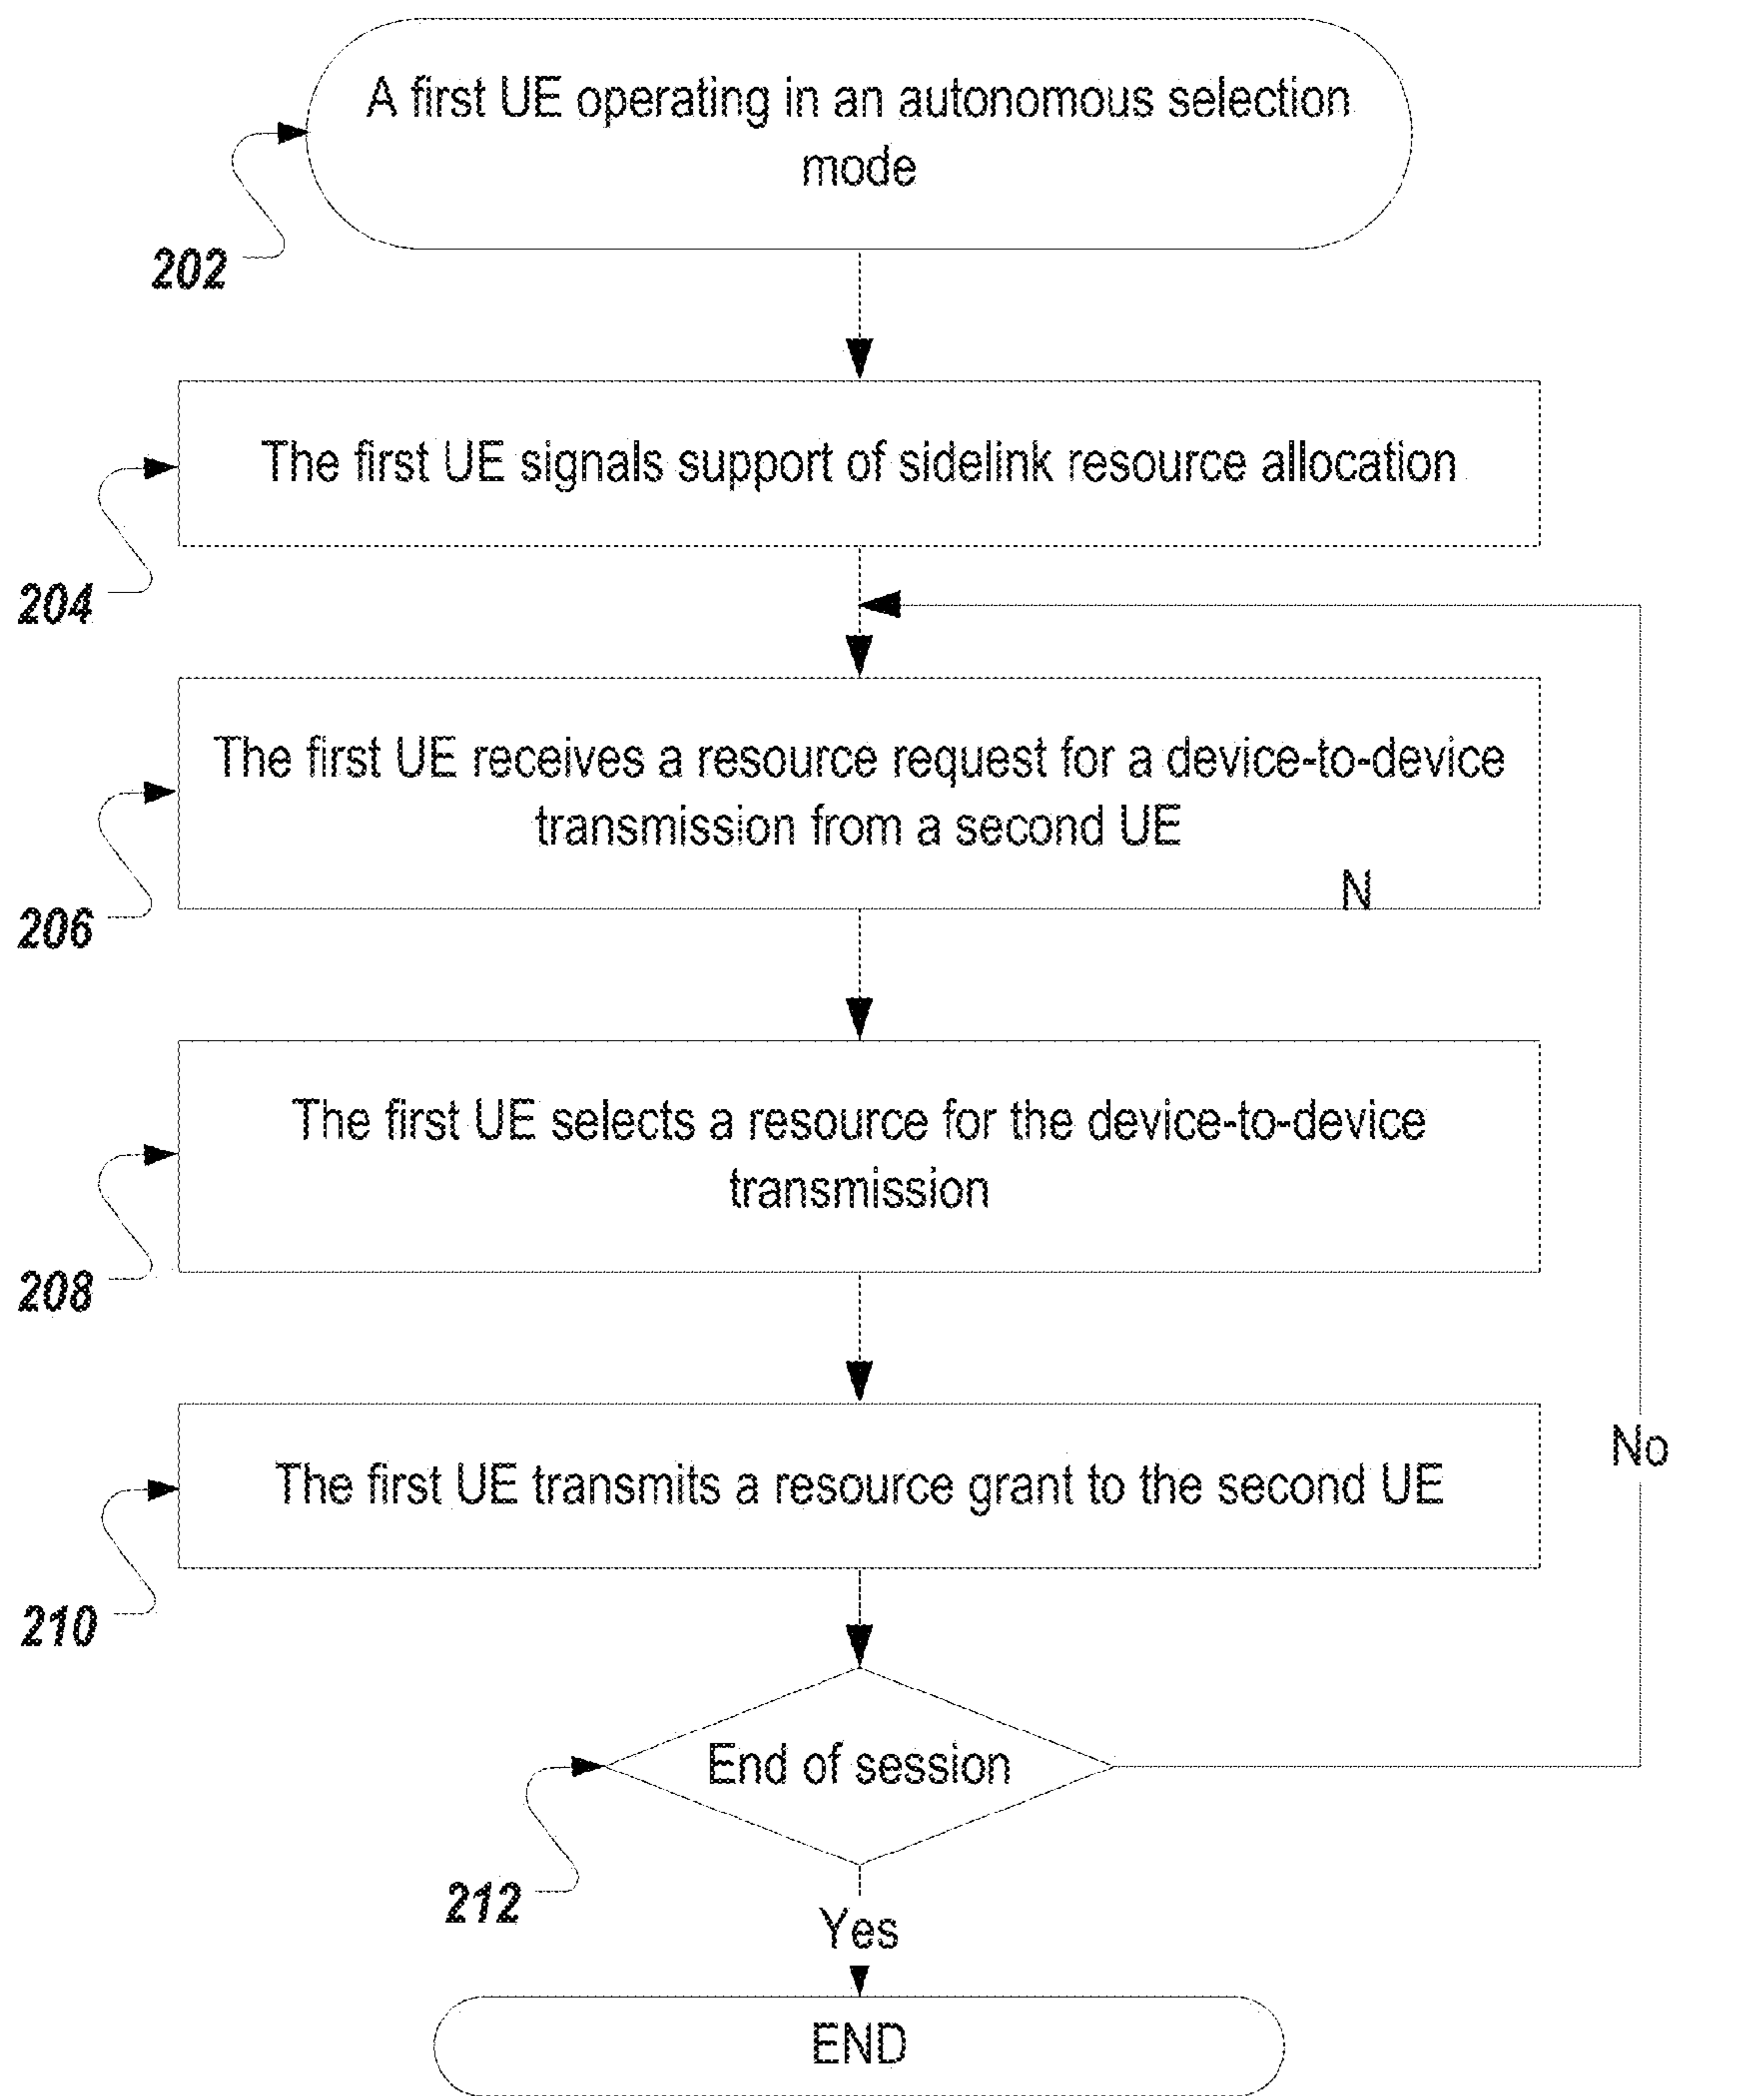 A first UE operating in an autonomous selection
mode
202
The first UE signals support of sidelink resource allocation
204
The first UE receives a resource request for a device-to-device
transmission from a second UE
N
206
The first UE selects a resource for the device-to-device
transmission
208
No
The first UE transmits a resource grant to the second UE
210
End of session
212
Yes
END